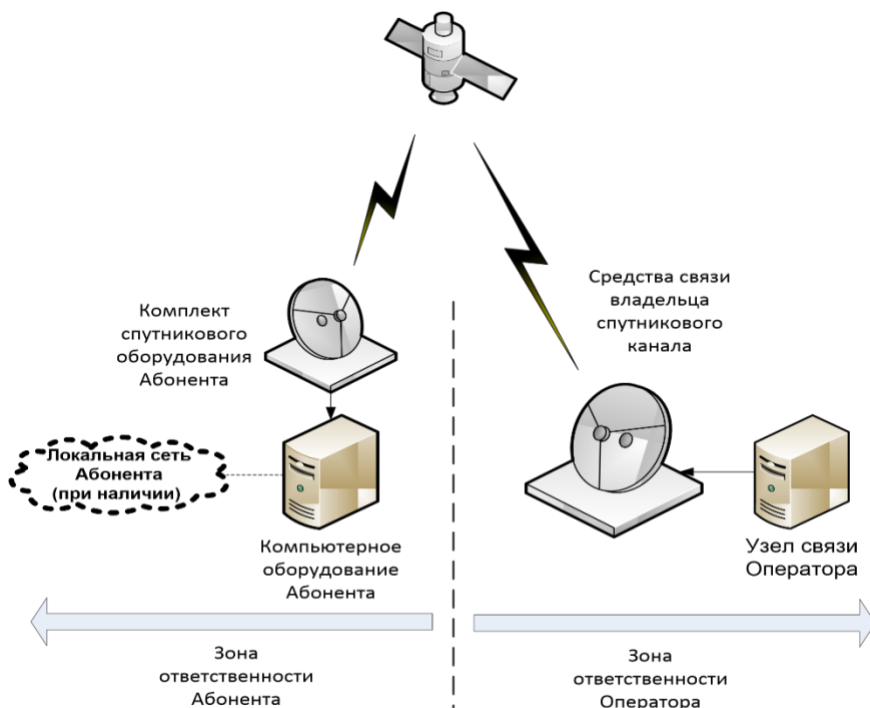 Средства связи
владельца
спутникового
канала
Комплект
спутникового
оборудования
Абонента
Локальная сеть
Абонента
(при наличии)
Компьютерное
оборудование
Абонента
Узел связи
Оператора
Зона
ответственности
Абонента
Зона
ответственности
Оператора